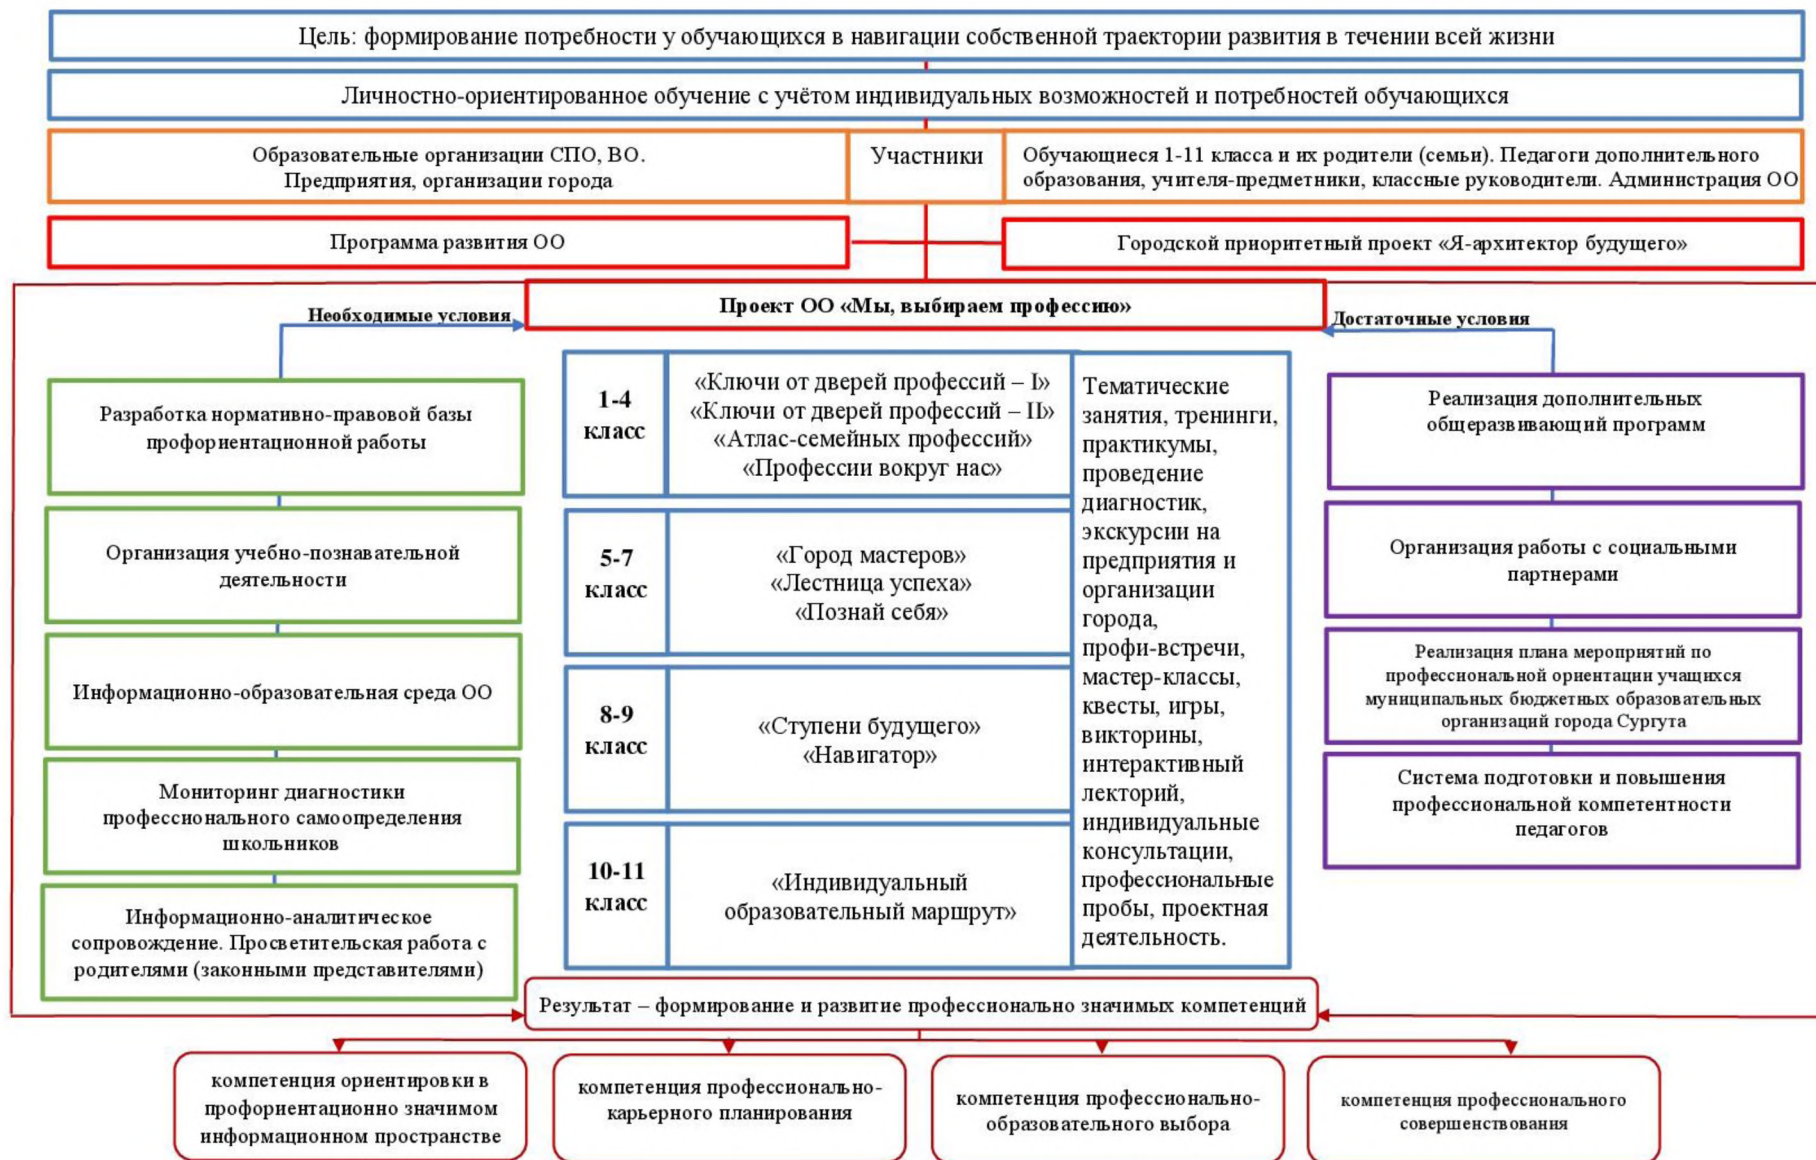 Цель: формирование потребности у обучающихся в навигации собственной траектории развития в течении всей жизни
Личностно-ориентированное обучение с учётом индивидуальных возможностей и потребностей обучающихся
Образовательные организации СПО, ВО.
Предприятия, организации города
Участники
Обучающиеся 1-11 класса и их родители (семьи). Педагоги дополнительного
образования, учителя-предметники, классные руководители. Администрация ОО
Программа развития ОО
Городской приоритетный проект «Я-архитектор будущего»
Проект ОО «Мы, выбираем профессию»
Необходимые условия
Достаточные условия
Разработка нормативно-правовой базы
профориентационной работы
Организация учебно-познавательной
деятельности
Информационно-образовательная среда ОО
Мониторинг диагностики
профессионального самоопределения
школьников
Информационно-аналитическое
сопровождение. Просветительская работа с
родителями (законными представителями)
1-4
класс
«Ключи от дверей профессий – I»
«Ключи от дверей профессий – II»
«Атлас-семейных профессий»
«Профессии вокруг нас»
5-7
класс
«Город мастеров»
«Лестница успеха»
«Познай себя»
8-9
класс
«Ступени будущего»
«Навигатор»
10-11
класс
«Индивидуальный
образовательный маршрут»
Тематические
занятия, тренинги,
практикумы,
проведение
диагностик,
экскурсии на
предприятия и
организации
города,
профи-встречи,
мастер-классы,
квесты, игры,
викторины,
интерактивный
лекторий,
индивидуальные
консультации,
профессиональные
пробы, проектная
деятельность.
Реализация дополнительных
общеразвивающий программ
Организация работы с социальными
партнерами
Реализация плана мероприятий по
профессиональной ориентации учащихся
муниципальных бюджетных образовательных
организаций города Сургута
Система подготовки и повышения
профессиональной компетентности
педагогов
Результат – формирование и развитие профессионально значимых компетенций
компетенция ориентировки в
профориентационно значимом
информационном пространстве
компетенция профессионально-
карьерного планирования
компетенция профессионально-
образовательного выбора
компетенция профессионального
совершенствования